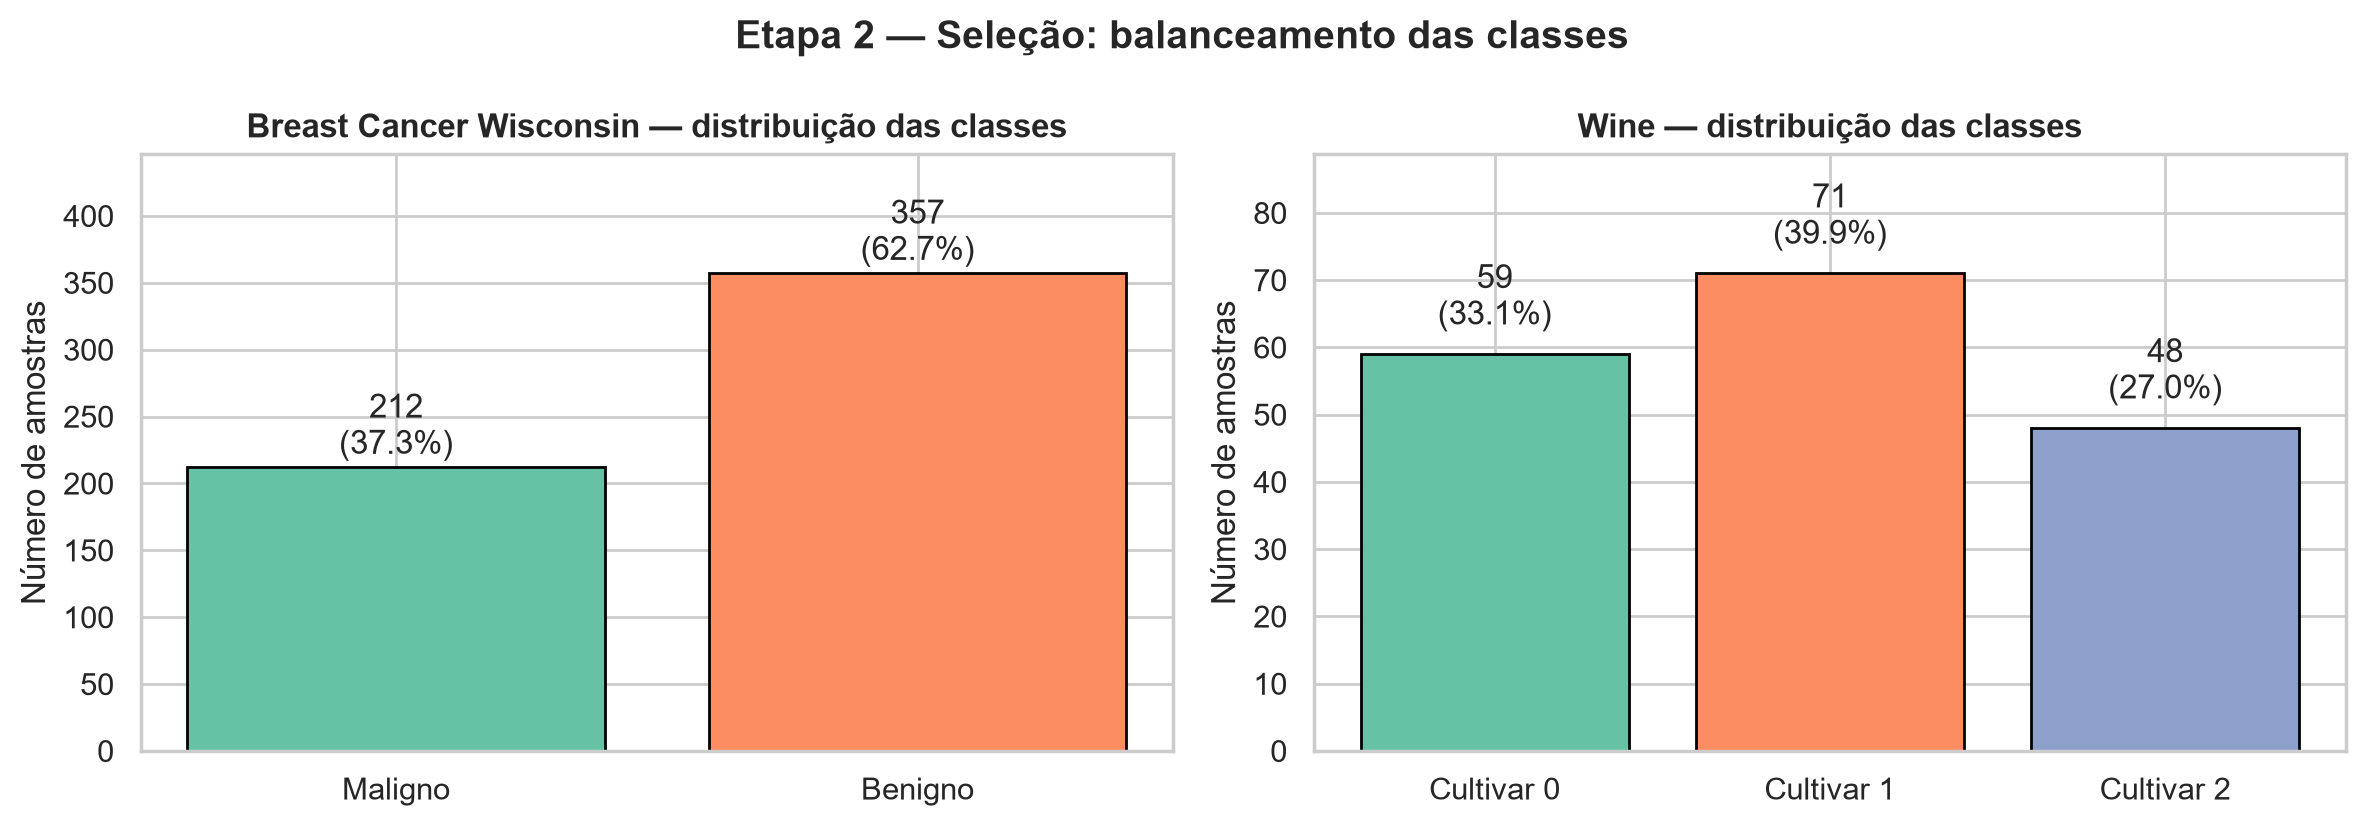 Etapa 2 — Seleção: balanceamento das classes
Breast Cancer Wisconsin — distribuição das classes
Número de amostras
400
350
300
250
200
150
100
50
0
212
(37.3%)
357
(62.7%)
Maligno
Benigno
Wine — distribuição das classes
Número de amostras
80
70
60
50
40
30
20
10
0
59
(33.1%)
71
(39.9%)
48
(27.0%)
Cultivar 0
Cultivar 1
Cultivar 2